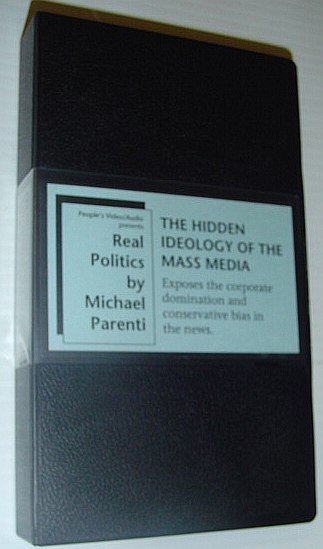 People's Video/Audio
presents
Real
Politics
by
Michael
Parenti
THE HIDDEN
IDEOLOGY OF THE
MASS MEDIA
Exposes the corporate
domination and
conservative bias in
the news.